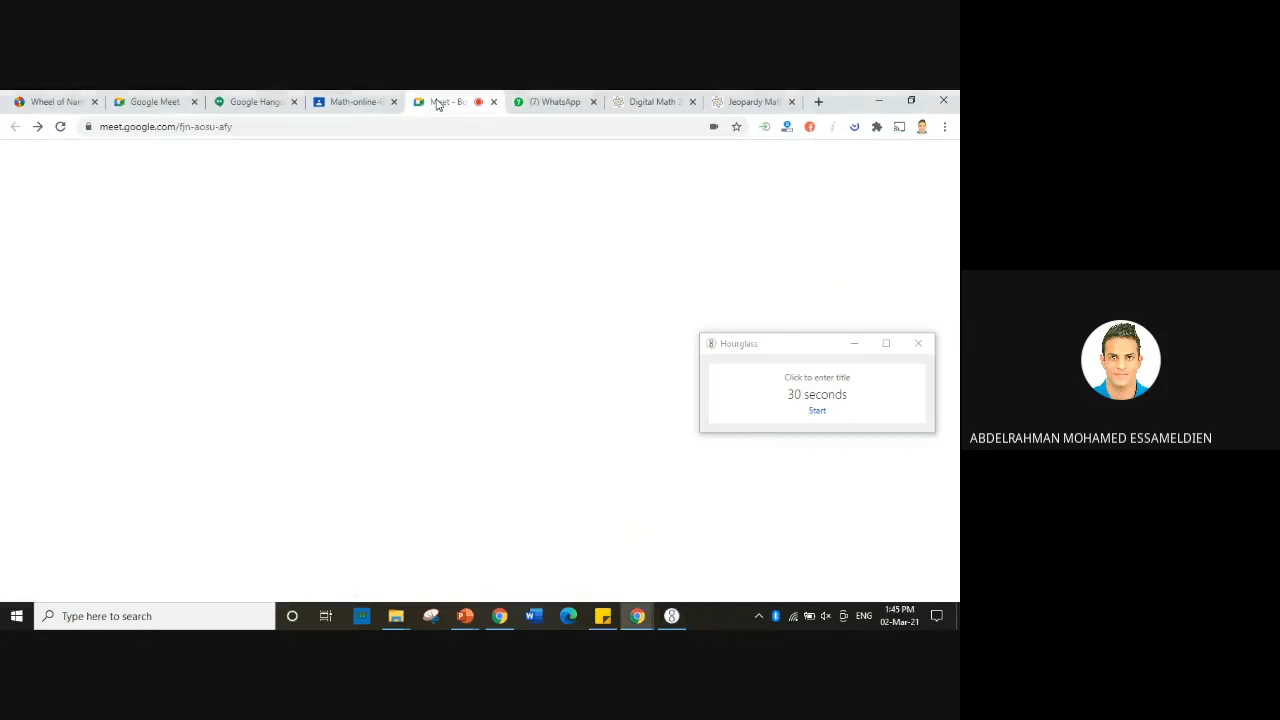 Wheel of Nam
Google Meet
Google Hango
Math-online-G
Meet - Bo
(7) WhatsApp
Digital Math 2
Jeopardy Mat
meet.google.com/fjn-aosu-afy
Hourglass
Click to enter title
30 seconds
Start
ABDELRAHMAN MOHAMED ESSAMELDIEN
Type here to search
ENG
1:45 PM
02-Mar-21